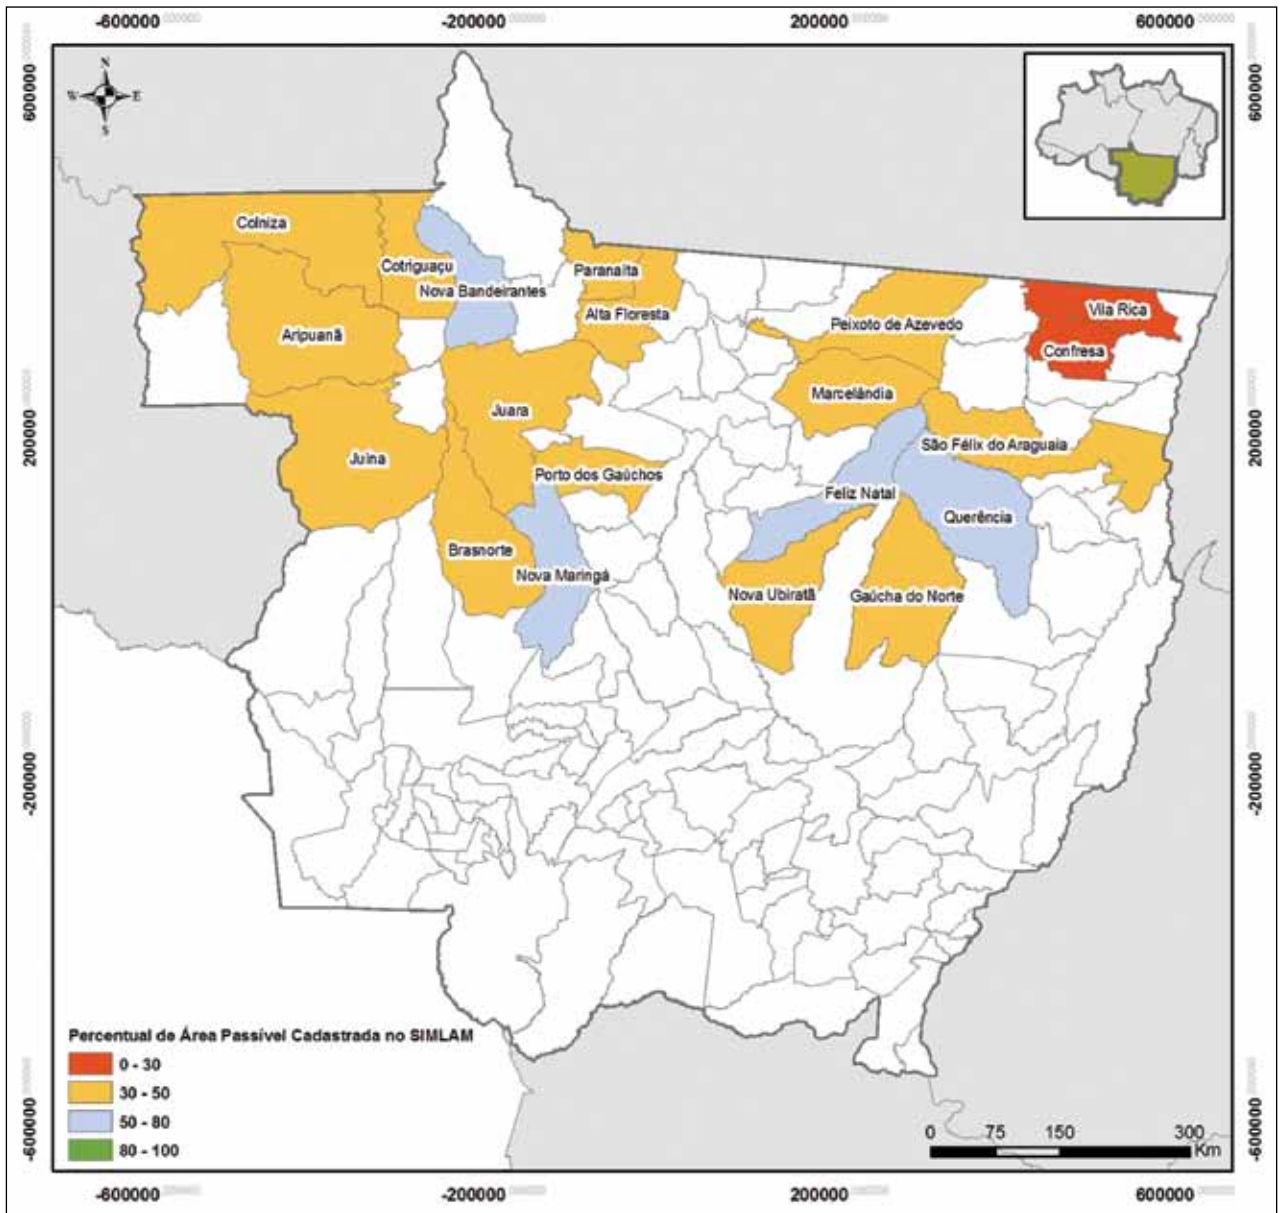 -600000
-200000
200000
600000
600000
600000
N
W
E
S
Colniza
Cotriguaçu
Paranaíta
Nova Bandeirantes
Vila Rica
Alta Floresta
Peixoto de Azevedo
Aripuanã
Confresa
Marcelândia
Juara
200000
200000
São Félix do Araguaia
Juína
Porto dos Gaúchos
Feliz Natal
Querência
Brasnorte
Nova Maringá
Nova Ubiratã
Gaúcha do Norte
-200000
-200000
Percentual de Área Passível Cadastrada no SIMLAM
0 - 30
30 - 50
50 - 80
80 - 100
-600000
-600000
0 75 150 300
Km
-600000
-200000
200000
600000